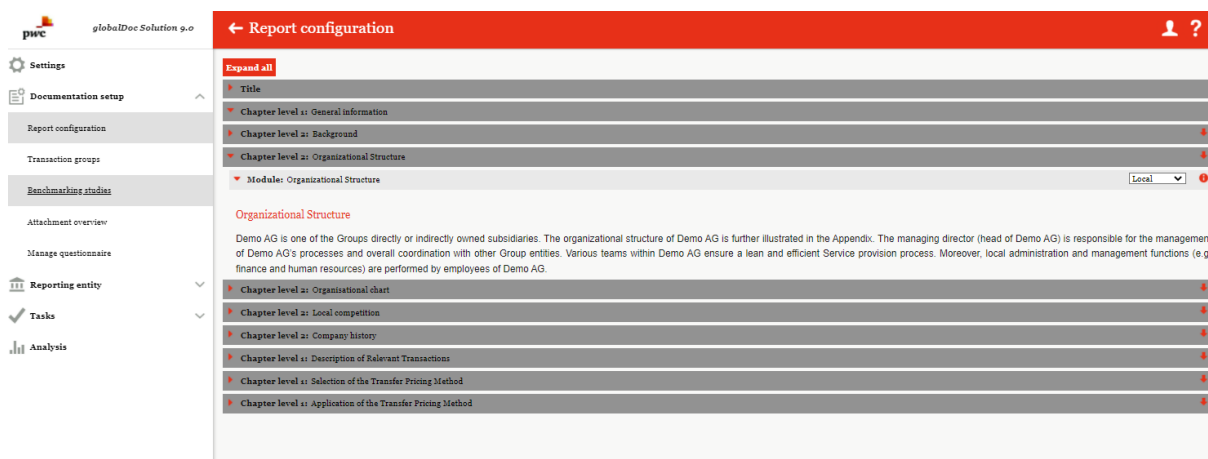 pwc
globalDoc Solution 9.0
← Report configuration
?
Settings
Documentation setup
Report configuration
Transaction groups
Benchmarking studies
Attachment overview
Manage questionnaire
Reporting entity
Tasks
Analysis
Expand all
Title
Chapter level 1: General information
Chapter level 2: Background
Chapter level 2: Organizational Structure
Module: Organizational Structure
Local
Organizational Structure
Demo AG is one of the Groups directly or indirectly owned subsidiaries. The organizational structure of Demo AG is further illustrated in the Appendix. The managing director (head of Demo AG) is responsible for the managemen
of Demo AG's processes and overall coordination with other Group entities. Various teams within Demo AG ensure a lean and efficient Service provision process. Moreover, local administration and management functions (e.g
finance and human resources) are performed by employees of Demo AG.
Chapter level 2: Organisational chart
Chapter level 2: Local competition
Chapter level 2: Company history
Chapter level 1: Description of Relevant Transactions
Chapter level 1: Selection of the Transfer Pricing Method
Chapter level 1: Application of the Transfer Pricing Method